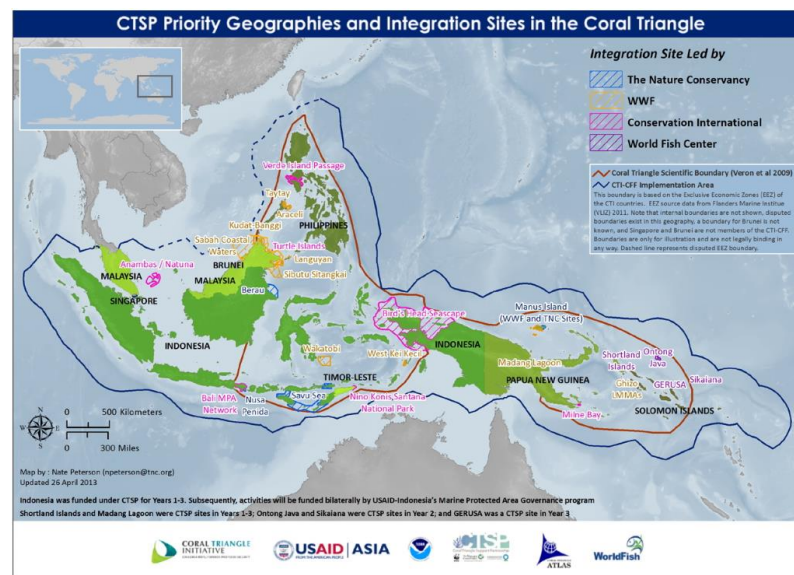 CTSP Priority Geographies and Integration Sites in the Coral Triangle
Integration Site Led by
The Nature Conservancy
WWF
Conservation International
World Fish Center
Coral Triangle Scientific Boundary (Veron et al 2009)
CTI-CFF Implementation Area
This boundary is based on the Exclusive Economic Zones (EEZ) of
the CTI countries. EEZ source data from Flanders Marine Institue
(VLIZ) 2011. Note that internal boundaries are not shown, disputed
boundaries exist in this geography, a boundary for Brunei is not
known, and Singapore and Brunei are not members of the CTI-CFF.
Boundaries are only for illustration and are not legally binding in
any way. Dashed line represents disputed EEZ boundary.
Verde Island Passage
Taytay
Araceli
PHILIPPINES
Kudat-Banggi
Sabah Coastal
Waters
Turtle Islands
BRUNEI
Languyan
Sibutu Sitangkai
Anambas / Natuna
MALAYSIA
MALAYSIA
SINGAPORE
Berau
Bird's Head Seascape
Manus Island
(WWF and TNC Sites)
INDONESIA
INDONESIA
Wakatobi
West Kei Kecil
Madang Lagoon
Shortland
Islands
Ontong
Java
PAPUA NEW GUINEA
GERUSA
Sikaiana
Ghizo
LMMAs
SOLOMON ISLANDS
TIMOR-LESTE
Bali MPA
Network
Nusa
Penida
Savu Sea
Nino Konis Santana
National Park
Milne Bay
N
W
E
S
0 500 Kilometers
0 300 Miles
Map by : Nate Peterson (npeterson@tnc.org)
Updated 26 April 2013
Indonesia was funded under CTSP for Years 1-3. Subsequently, activities will be funded bilaterally by USAID-Indonesia's Marine Protected Area Governance program
Shortland Islands and Madang Lagoon were CTSP sites in Years 1-3; Ontong Java and Sikaiana were CTSP sites in Year 2; and GERUSA was a CTSP site in Year 3
CORAL TRIANGLE
INITIATIVE
USAID ASIA
FROM THE AMERICAN PEOPLE
CTSP
Coral Triangle Support Partnership
ATLAS
WorldFish